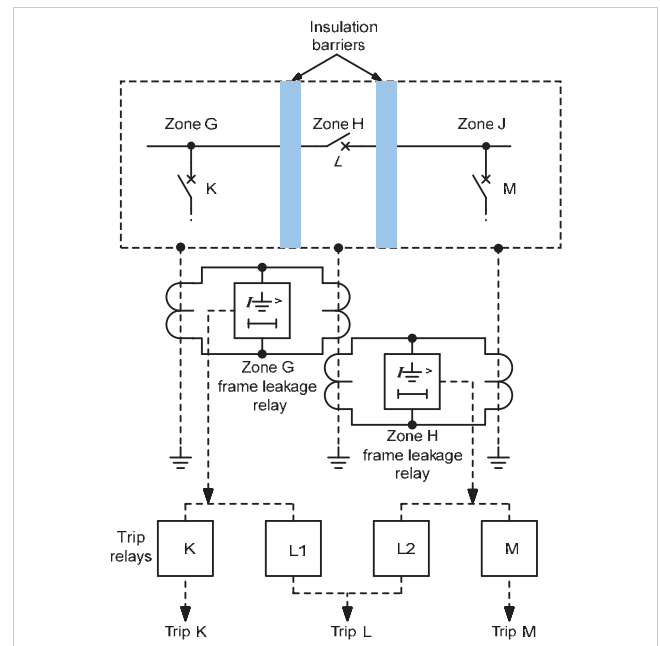 Insulation
barriers
Zone G
Zone H
Zone J
L
K
M
I >
Zone G
frame leakage
relay
I >
Zone H
frame leakage
relay
Trip
relays
K
L1
L2
M
Trip K
Trip L
Trip M